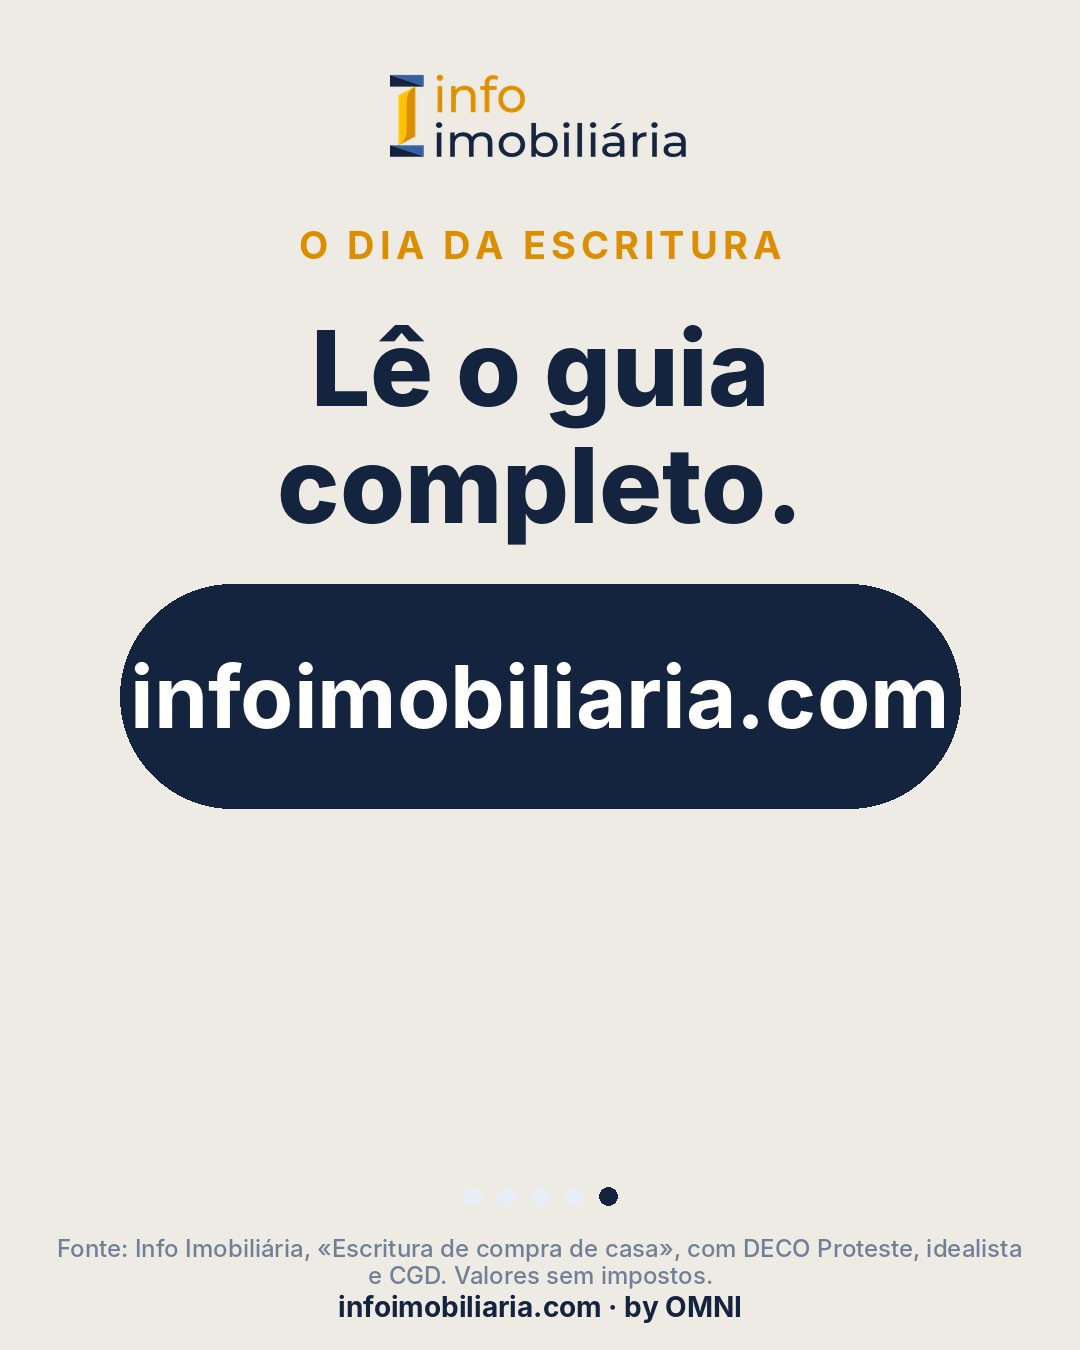 info
imobiliária
O DIA DA ESCRITURA
Lê o guia
completo.
infoimobiliaria.com
Fonte: Info Imobiliária, «Escritura de compra de casa», com DECO Proteste, idealista
e CGD. Valores sem impostos.
infoimobiliaria.com · by OMNI